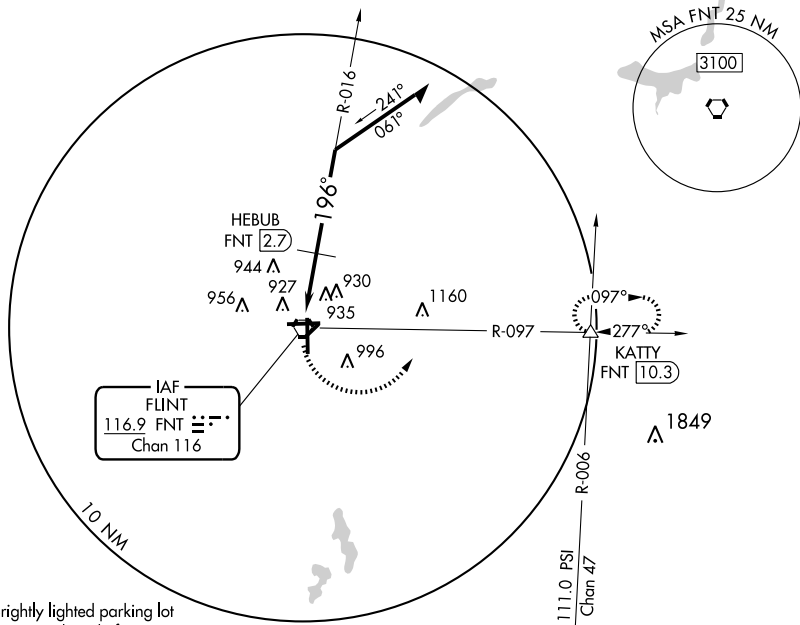 MSA FNT 25 NM
3100
R-016
241°
061°
196°
HEBUB
FNT 2.7
944
930
927
956
935
1160
996
R-097
097°
277°
KATTY
FNT 10.3
1849
IAF
FLINT
116.9 FNT
Chan 116
R-006
10 NM
111.0 PSI
Chan 47
rightly lighted parking lot